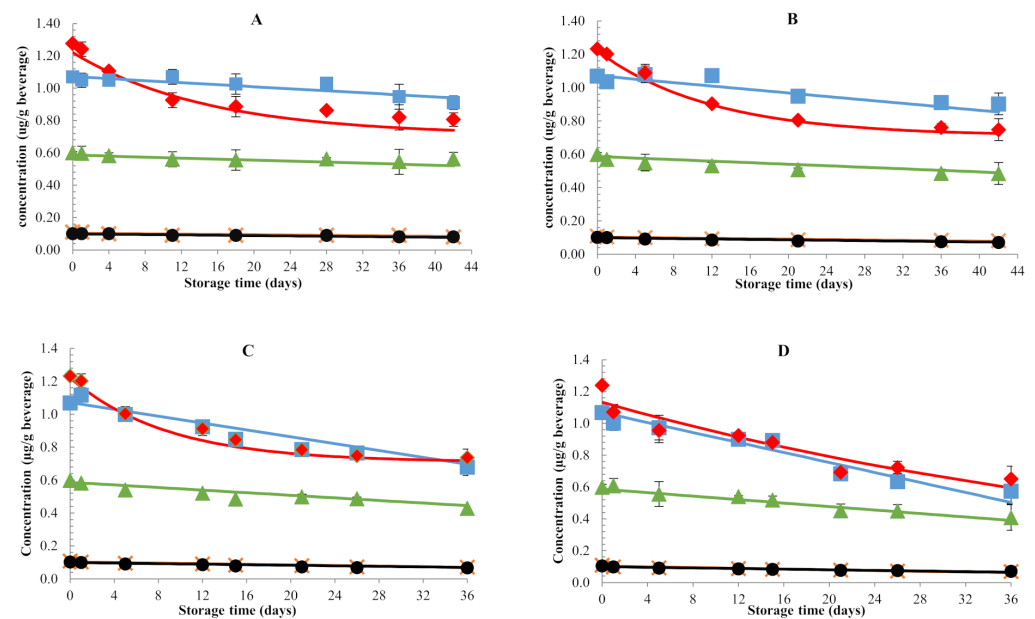 A
1.40
1.20
1.00
0.80
0.60
0.40
0.20
0.00
concentration (ug/g beverage)
0 4 8 12 16 20 24 28 32 36 40 44
Storage time (days)
B
1.40
1.20
1.00
0.80
0.60
0.40
0.20
0.00
concentration (ug/g beverage)
0 4 8 12 16 20 24 28 32 36 40 44
Storage time (days)
C
1.4
1.2
1.0
0.8
0.6
0.4
0.2
0.0
Concentration (µg/g beverage)
0 4 8 12 16 20 24 28 32 36
Storage time (days)
D
1.4
1.2
1.0
0.8
0.6
0.4
0.2
0.0
Concentration (µg/g beverage)
0 4 8 12 16 20 24 28 32 36
Storage time (days)